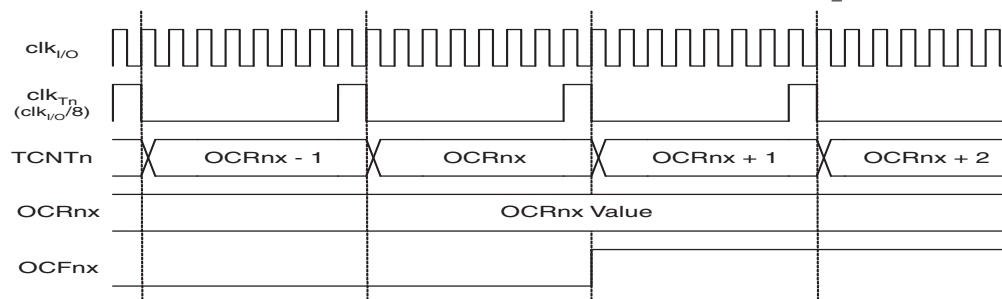 clkI/O
clkTn
(clkI/O/8)
TCNTn
OCRnx - 1
OCRnx
OCRnx + 1
OCRnx + 2
OCRnx
OCRnx Value
OCFnx